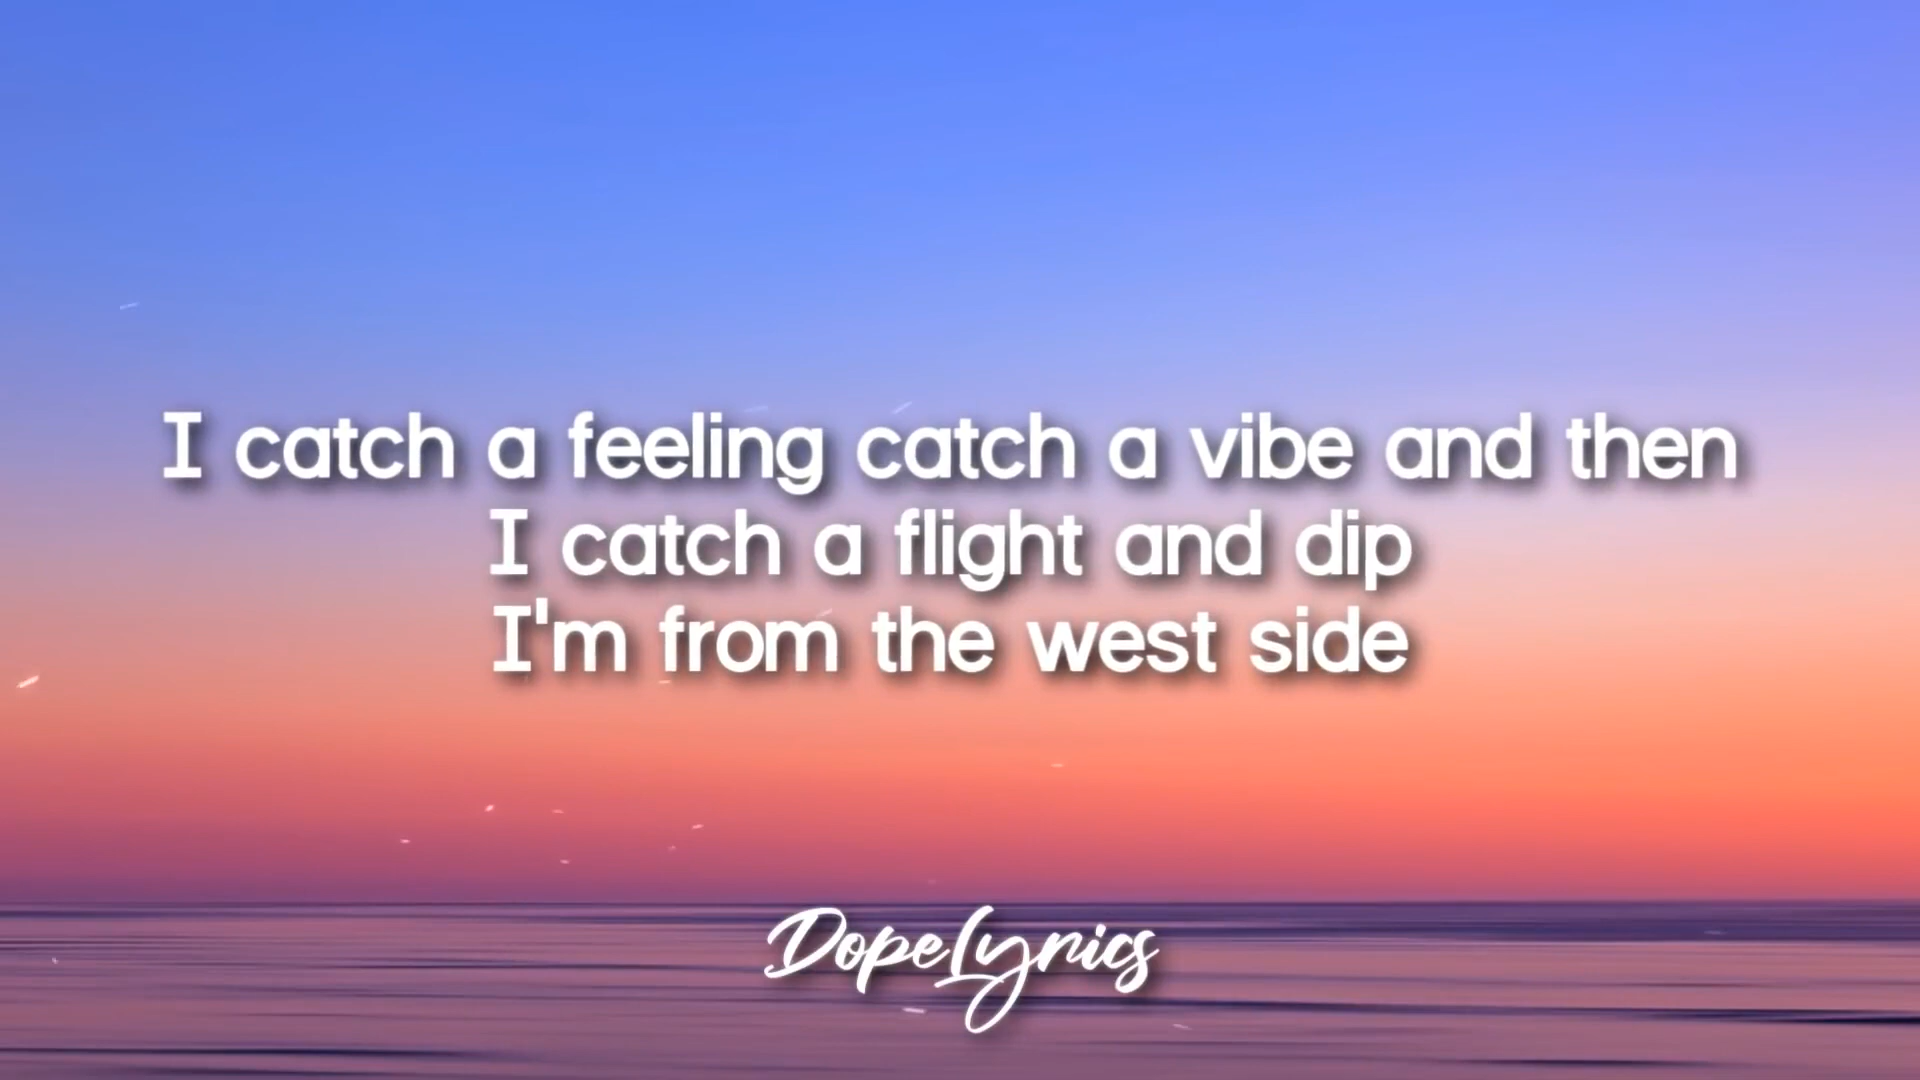 I catch a feeling catch a vibe and then
I catch a flight and dip
I'm from the west side
DopeLyrics